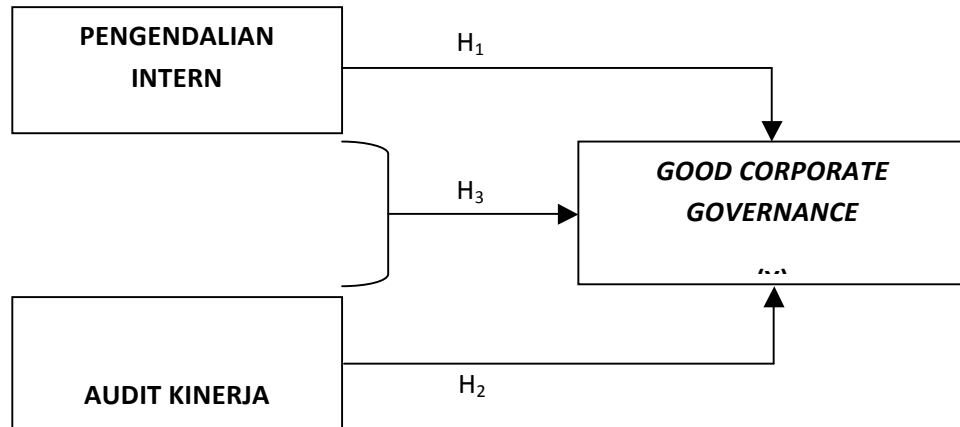 PENGENDALIAN
INTERN
H₁
GOOD CORPORATE
GOVERNANCE
H₃
AUDIT KINERJA
H₂